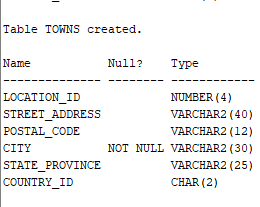 Table TOWNS created.
Name           Null?    Type
-------------- -------- ------------
LOCATION_ID             NUMBER(4)
STREET_ADDRESS          VARCHAR2(40)
POSTAL_CODE             VARCHAR2(12)
CITY           NOT NULL VARCHAR2(30)
STATE_PROVINCE          VARCHAR2(25)
COUNTRY_ID              CHAR(2)